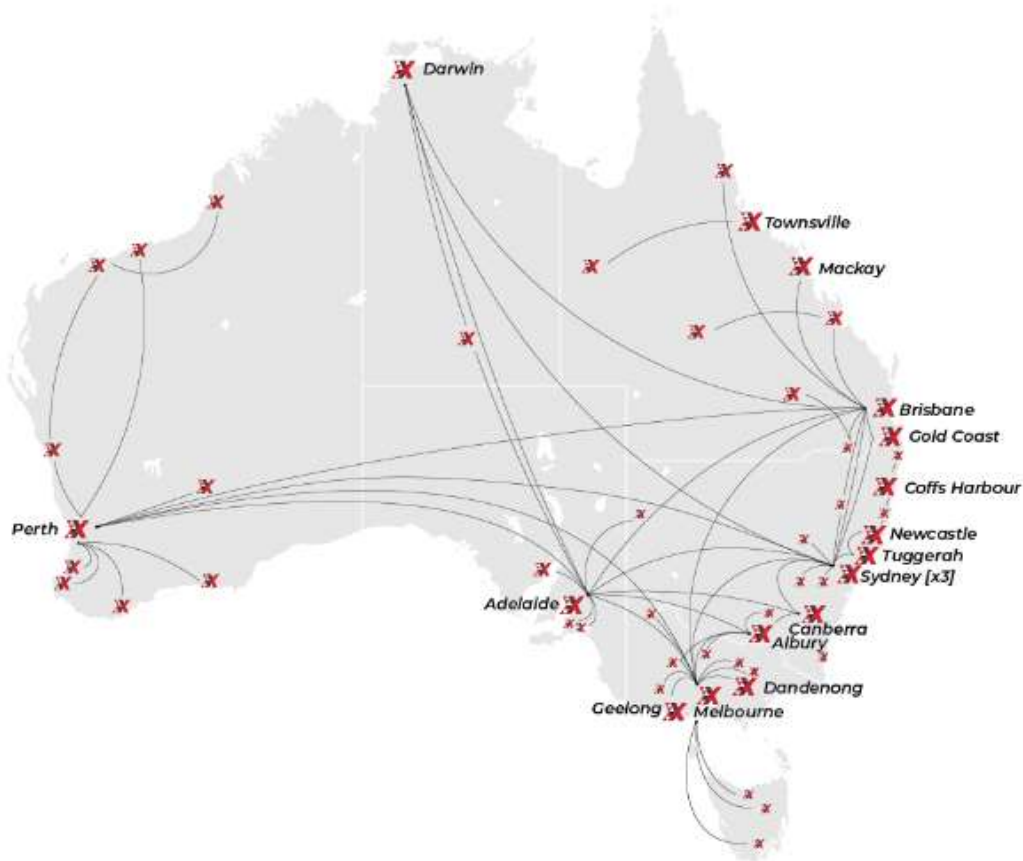 Darwin
Townsville
Mackay
Brisbane
Gold Coast
Coffs Harbour
Perth
Newcastle
Tuggerah
Sydney [x3]
Adelaide
Canberra
Albury
Dandenong
Geelong
Melbourne